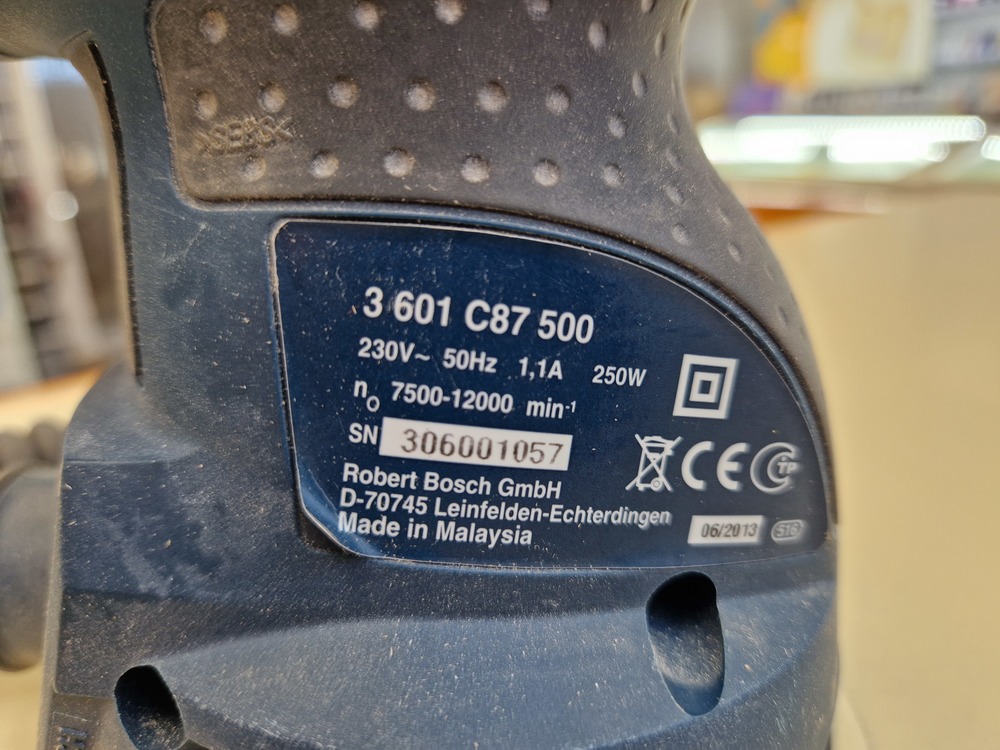 3 601 C87 500
230V~ 50Hz 1,1A 250W
nO 7500-12000 min-1
SN 306001057
Robert Bosch GmbH
D-70745 Leinfelden-Echterdingen
Made in Malaysia
CE
06/2013